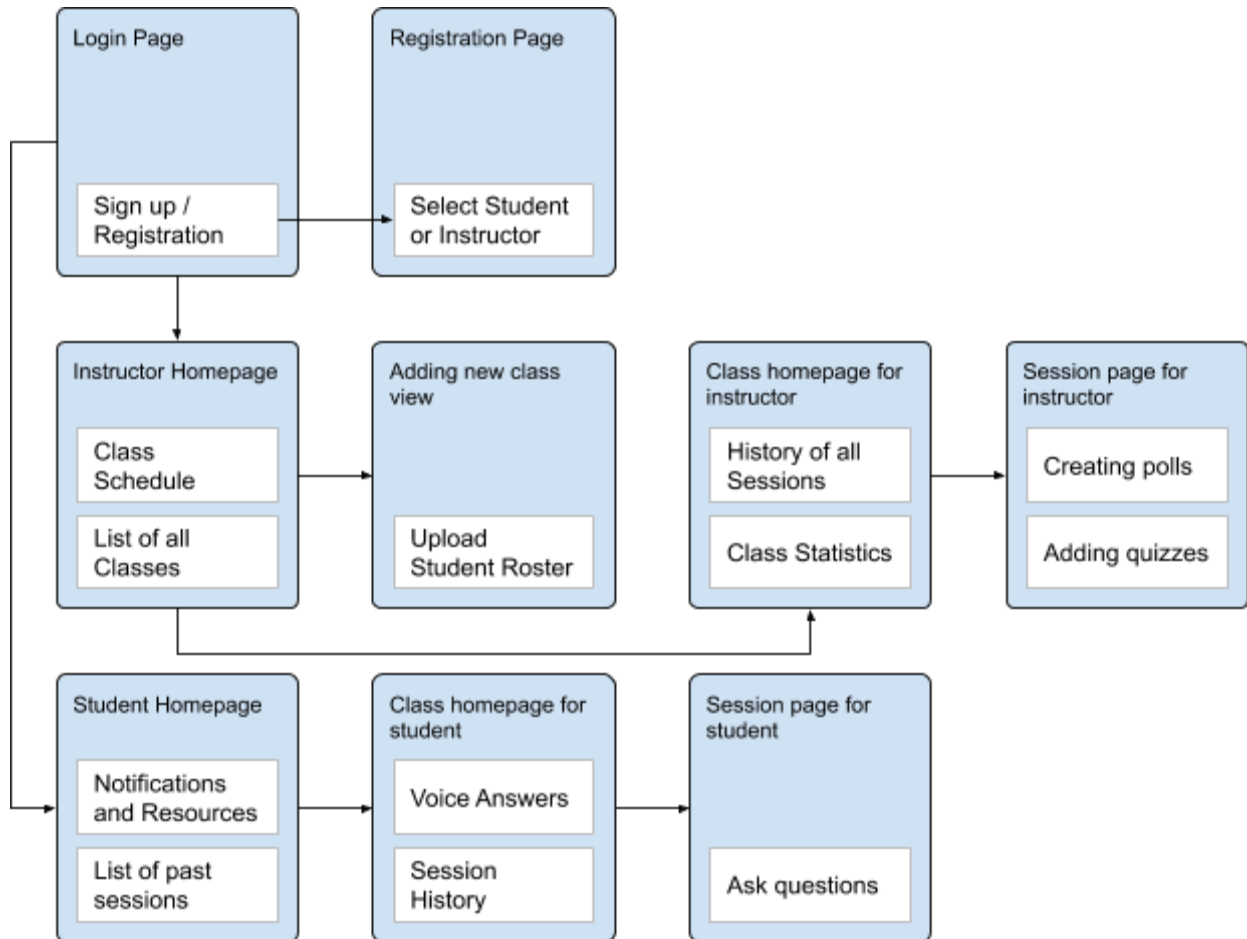 Login Page
Sign up /
Registration
Registration Page
Select Student
or Instructor
Instructor Homepage
Class
Schedule
List of all
Classes
Adding new class
view
Upload
Student Roster
Class homepage for
instructor
History of all
Sessions
Class Statistics
Session page for
instructor
Creating polls
Adding quizzes
Student Homepage
Notifications
and Resources
List of past
sessions
Class homepage for
student
Voice Answers
Session
History
Session page for
student
Ask questions